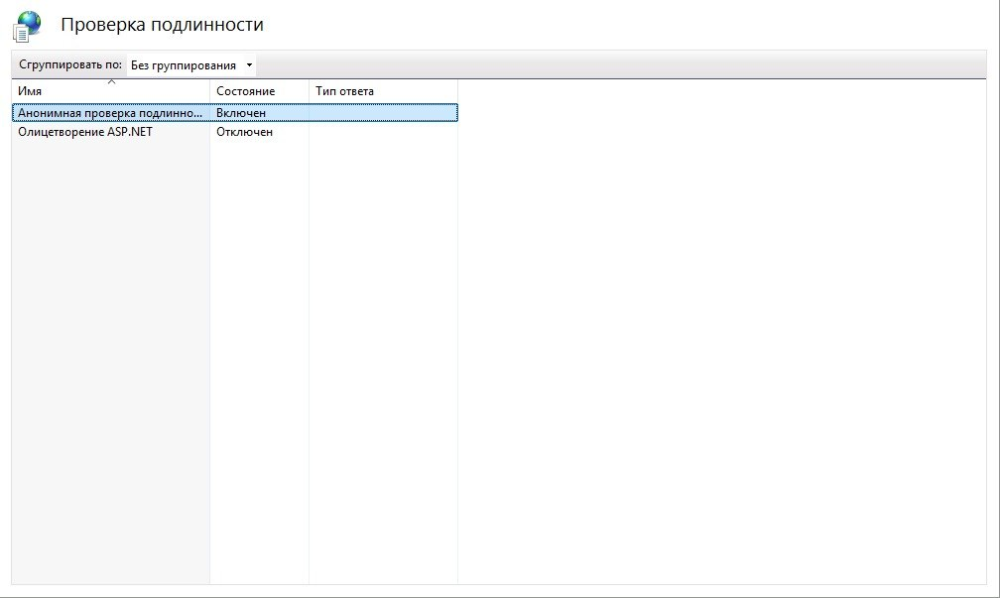 Проверка подлинности
Сгруппировать по: Без группирования
Имя Состояние Тип ответа
Анонимная проверка подлинно... Включен
Олицетворение ASP.NET Отключен